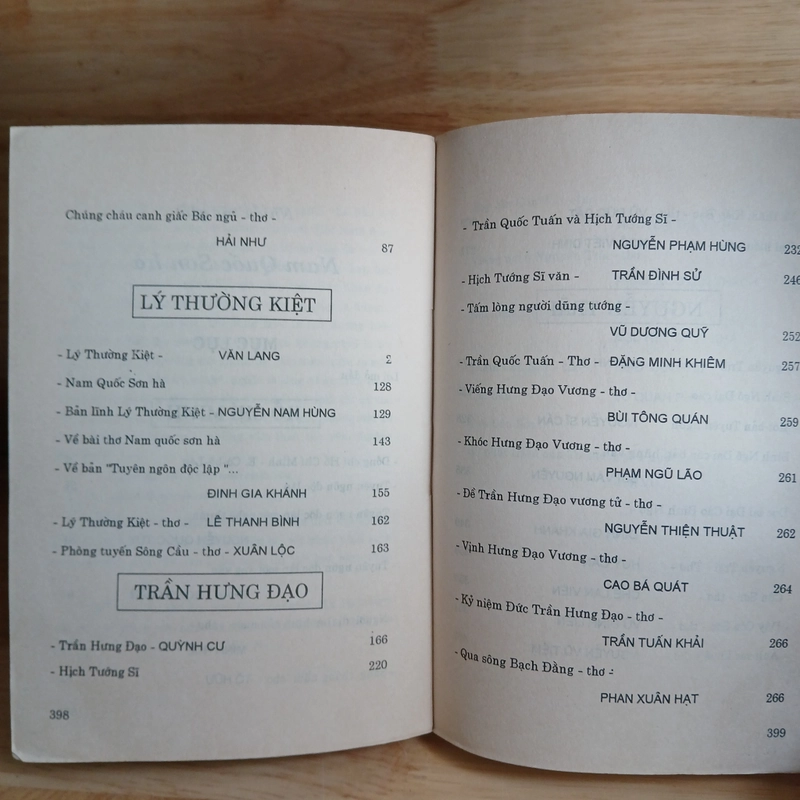 Chúng cháu canh giấc Bác ngủ - thơ -
HẢI NHƯ 87
LÝ THƯỜNG KIỆT
- Lý Thường Kiệt - VĂN LANG 2
- Nam Quốc Sơn hà 128
- Bản lĩnh Lý Thường Kiệt - NGUYỄN NAM HÙNG 129
- Về bài thơ Nam quốc sơn hà 143
- Về bản "Tuyên ngôn độc lập "...
ĐINH GIA KHÁNH 155
- Lý Thường Kiệt - thơ - LÊ THANH BÌNH 162
- Phòng tuyến Sông Cầu - thơ - XUÂN LỘC 163
TRẦN HƯNG ĐẠO
- Trần Hưng Đạo - QUỲNH CƯ 166
- Hịch Tướng Sĩ 220
398
- Trần Quốc Tuấn và Hịch Tướng Sĩ -
NGUYỄN PHẠM HÙNG 232
- Hịch Tướng Sĩ văn - TRẦN ĐÌNH SỬ 246
- Tấm lòng người dũng tướng -
VŨ DƯƠNG QUỸ 252
- Trần Quốc Tuấn - Thơ - ĐẶNG MINH KHIÊM 257
- Viếng Hưng Đạo Vương - thơ -
BÙI TÔNG QUÁN 259
- Khóc Hưng Đạo Vương - thơ -
PHẠM NGŨ LÃO 261
- Đề Trần Hưng Đạo vương tử - thơ -
NGUYỄN THIỆN THUẬT 262
- Vịnh Hưng Đạo Vương - thơ -
CAO BÁ QUÁT 264
- Kỷ niệm Đức Trần Hưng Đạo - thơ -
TRẦN TUẤN KHẢI 266
- Qua sông Bạch Đằng - thơ -
PHAN XUÂN HẠT 266
399